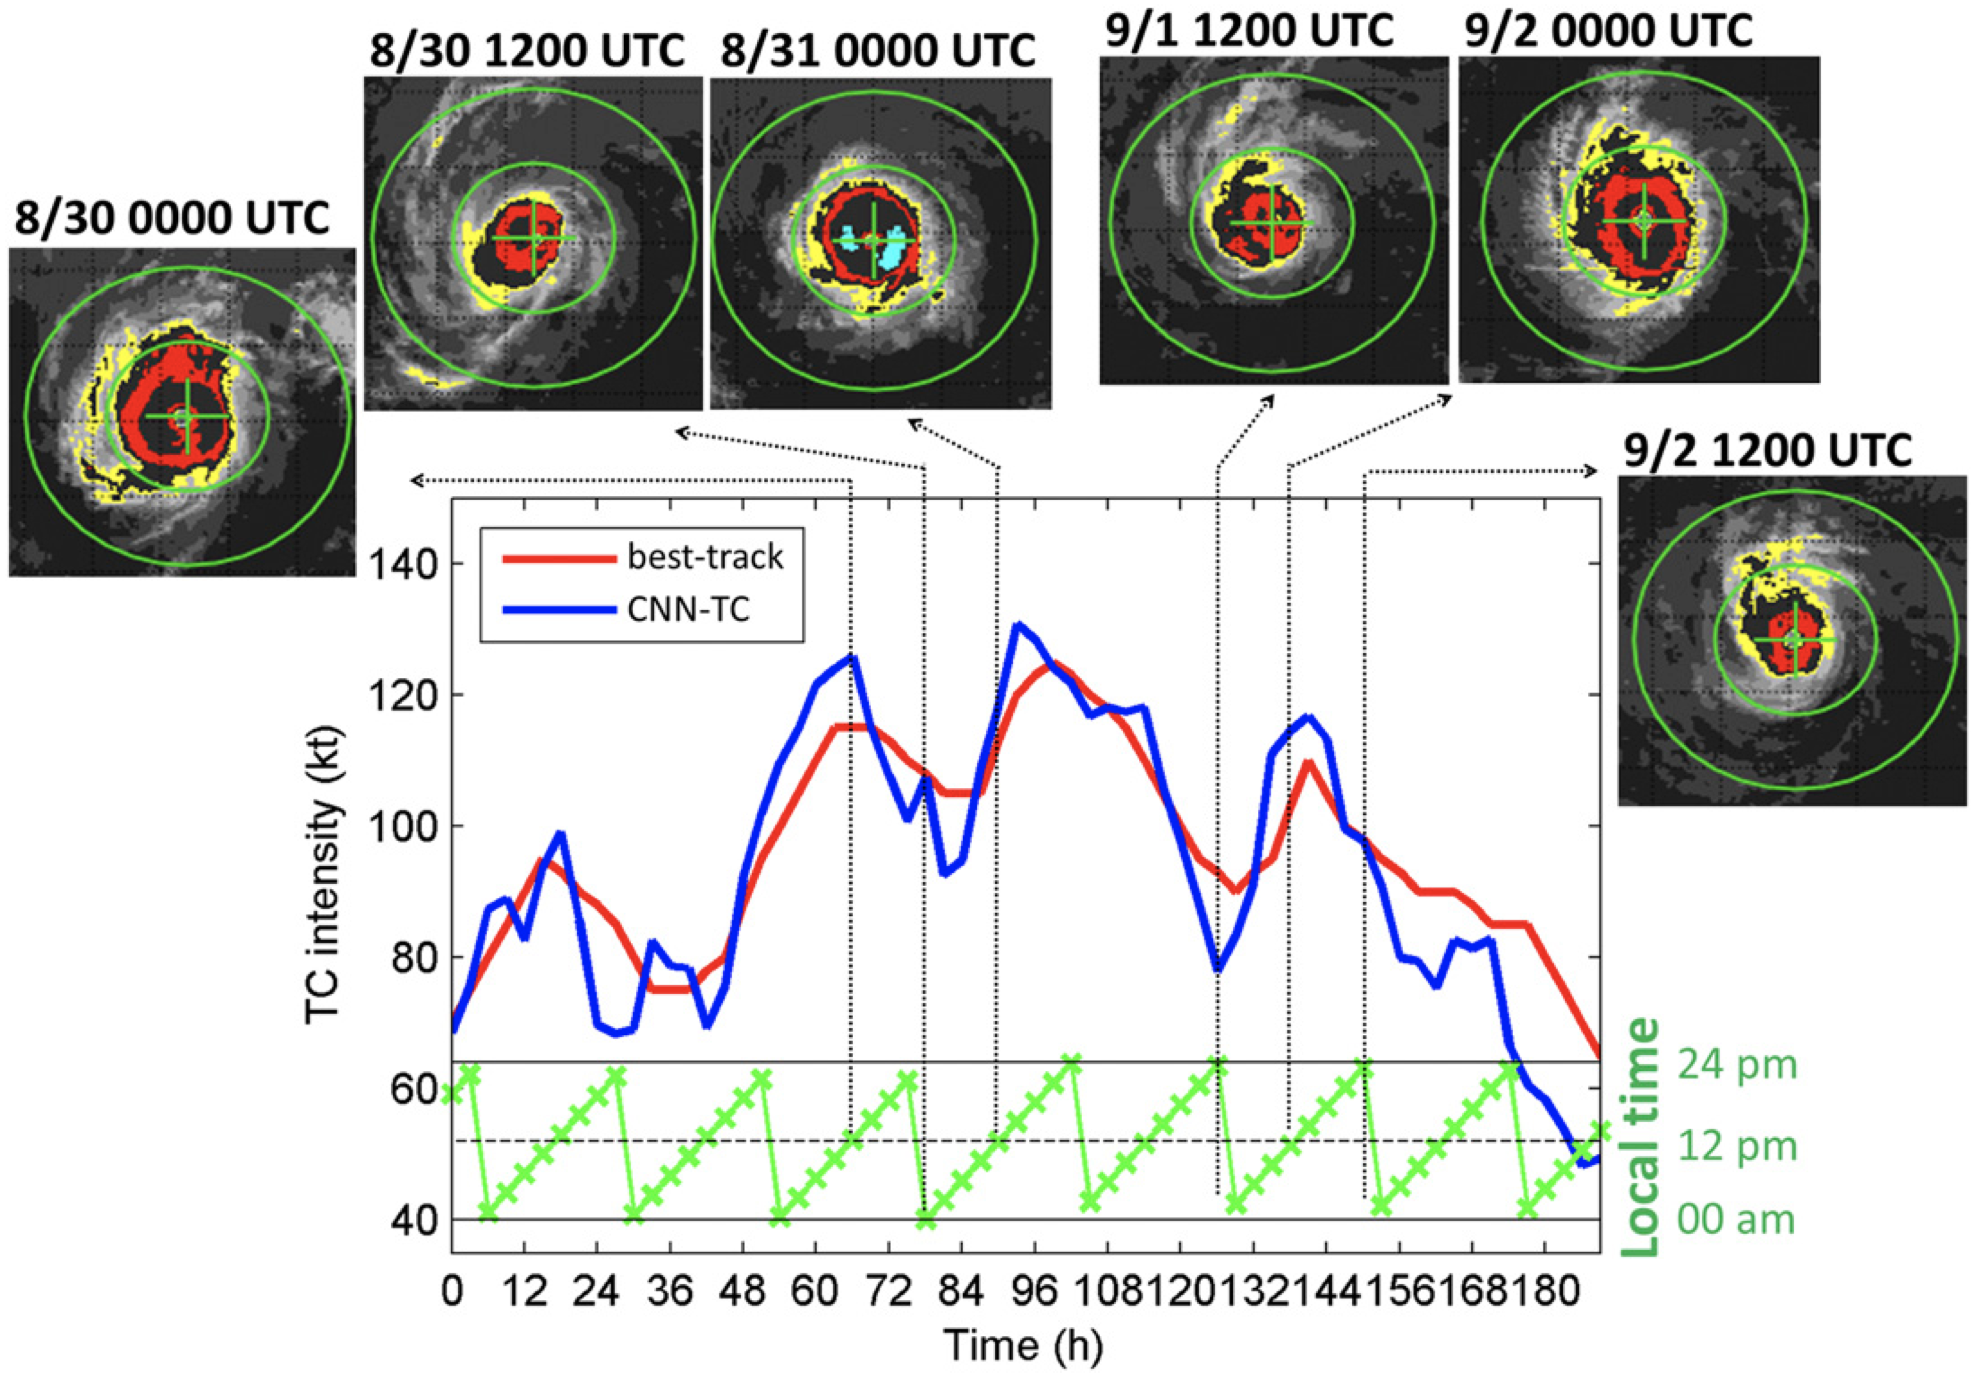 8/30 0000 UTC
8/30 1200 UTC
8/31 0000 UTC
9/1 1200 UTC
9/2 0000 UTC
9/2 1200 UTC
best-track
CNN-TC
TC intensity (kt)
140
120
100
80
60
40
0 12 24 36 48 60 72 84 96 108 120 132 144 156 168 180
Time (h)
Local time
24 pm
12 pm
00 am